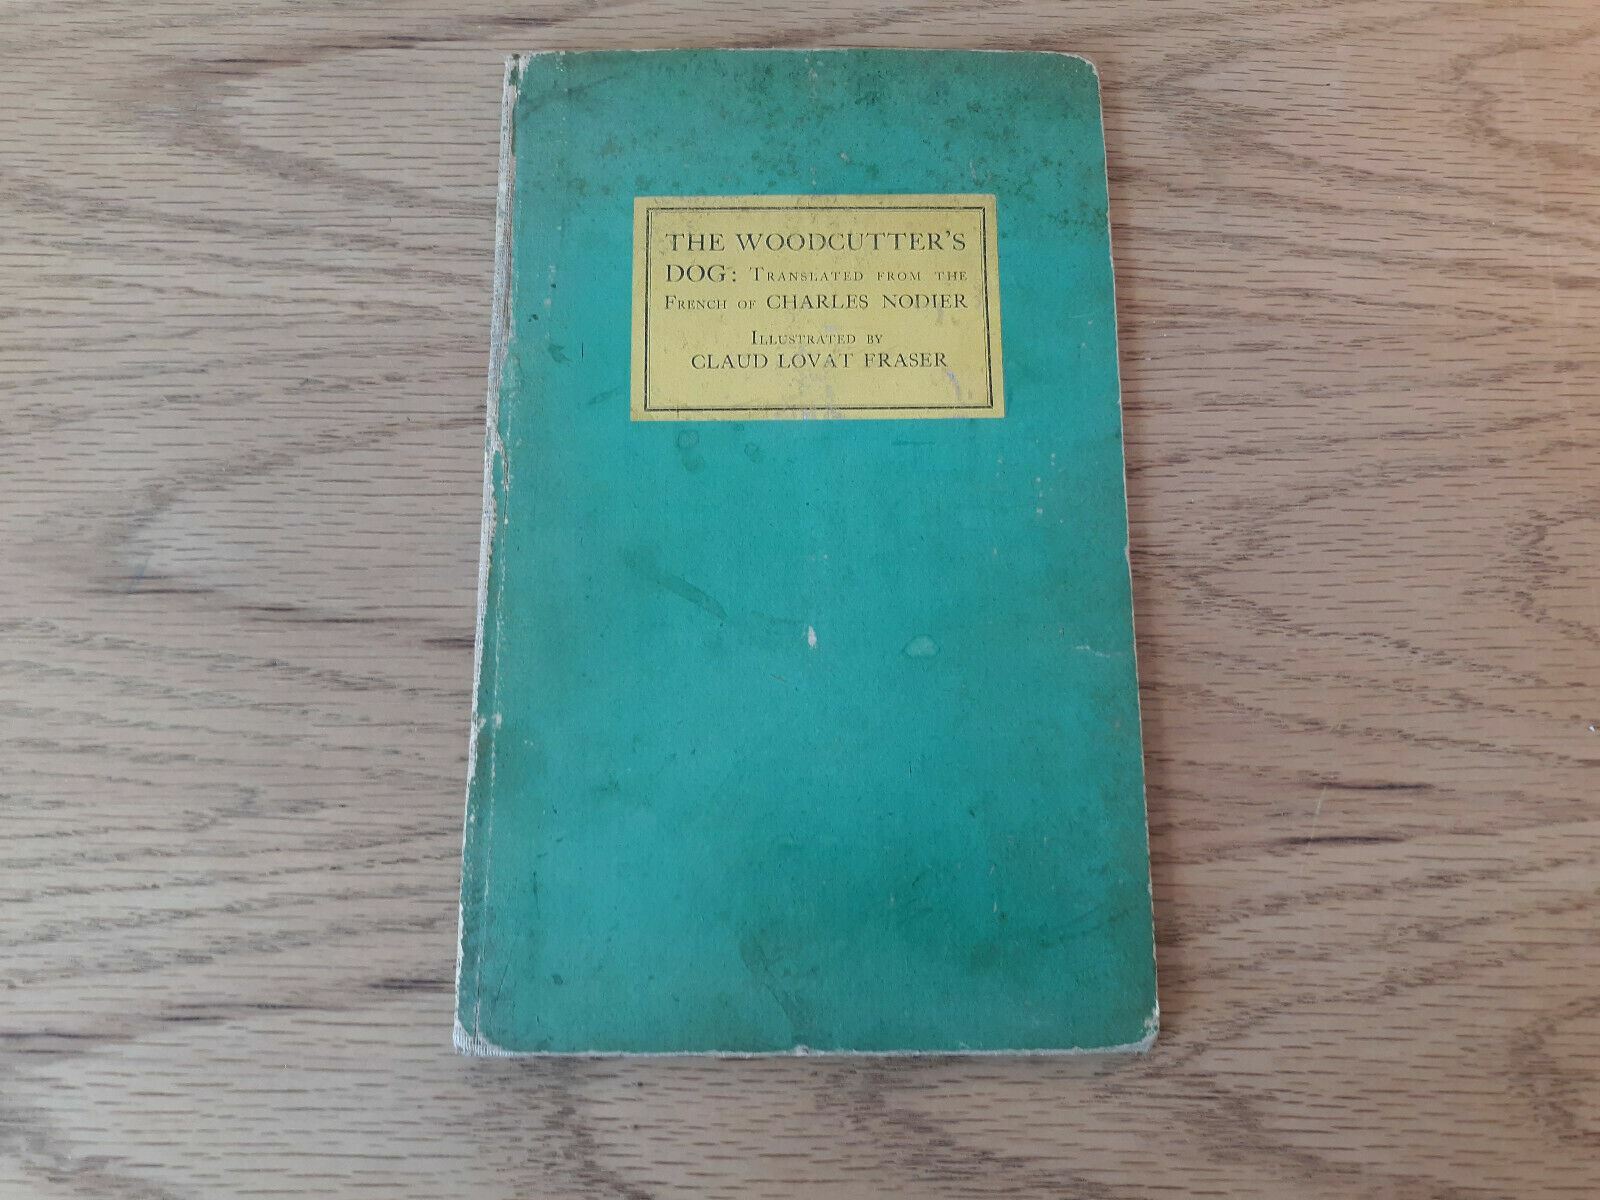 THE WOODCUTTER'S
DOG: TRANSLATED FROM THE
FRENCH OF CHARLES NODIER
ILLUSTRATED BY
CLAUD LOVAT FRASER